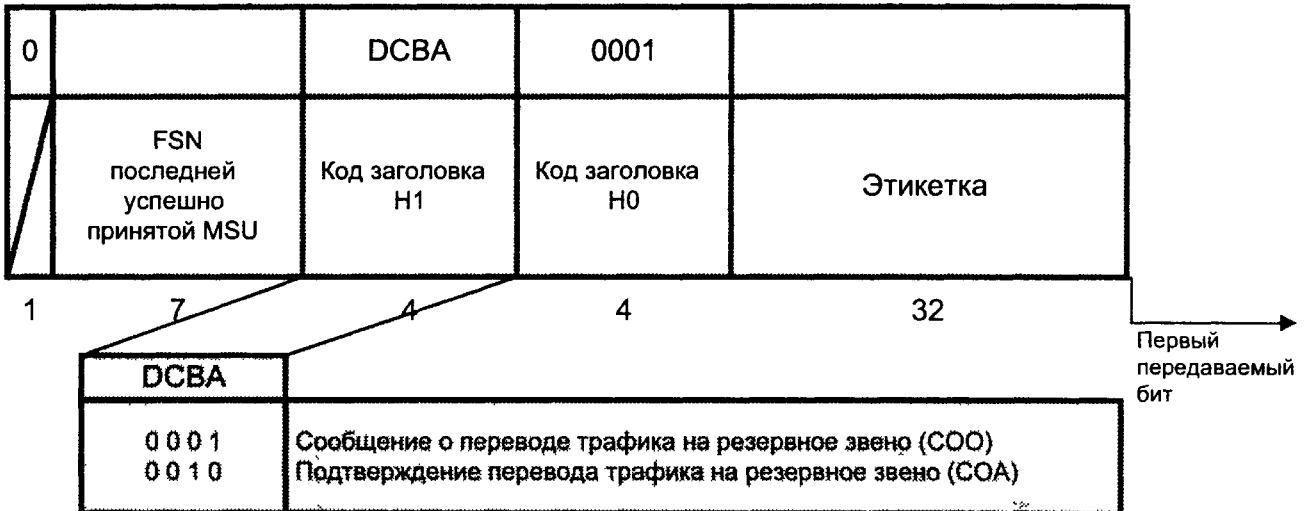 0
DCBA
0001
FSN
последней
успешно
принятой MSU
Код заголовка
H1
Код заголовка
H0
Этикетка
1
7
4
4
32
Первый
передаваемый
бит
DCBA
0 0 0 1
Сообщение о переводе трафика на резервное звено (COO)
0 0 1 0
Подтверждение перевода трафика на резервное звено (COA)